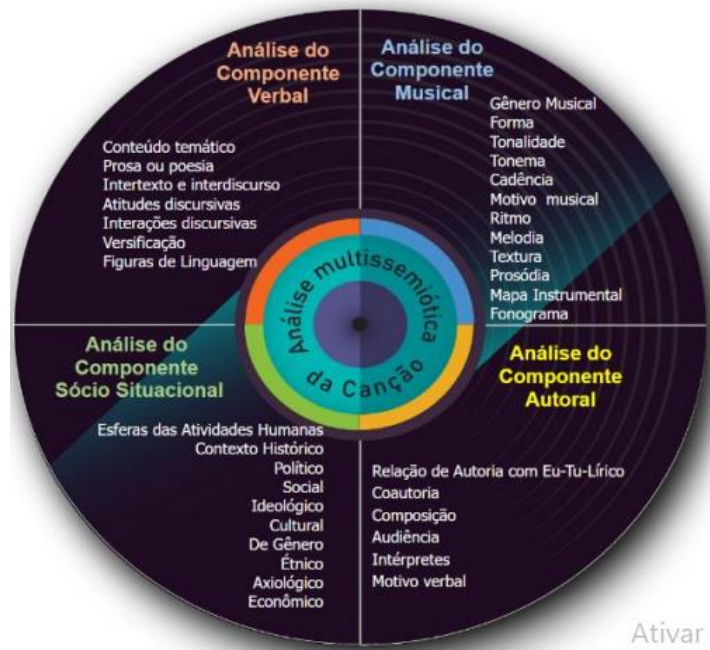 Análise do
Componente
Verbal
Conteúdo temático
Prosa ou poesia
Intertexto e interdiscurso
Atitudes discursivas
Interações discursivas
Versificação
Figuras de Linguagem
Análise do
Componente
Musical
Gênero Musical
Forma
Tonalidade
Tonema
Cadência
Motivo musical
Ritmo
Melodia
Textura
Prosódia
Mapa Instrumental
Fonograma
Análise multissemiótica
da Canção
Análise do
Componente
Sócio Situacional
Esferas das Atividades Humanas
Contexto Histórico
Político
Social
Ideológico
Cultural
De Gênero
Étnico
Axiológico
Econômico
Análise do
Componente
Autoral
Relação de Autoria com Eu-Tu-Lírico
Coautoria
Composição
Audiência
Intérpretes
Motivo verbal
Ativar